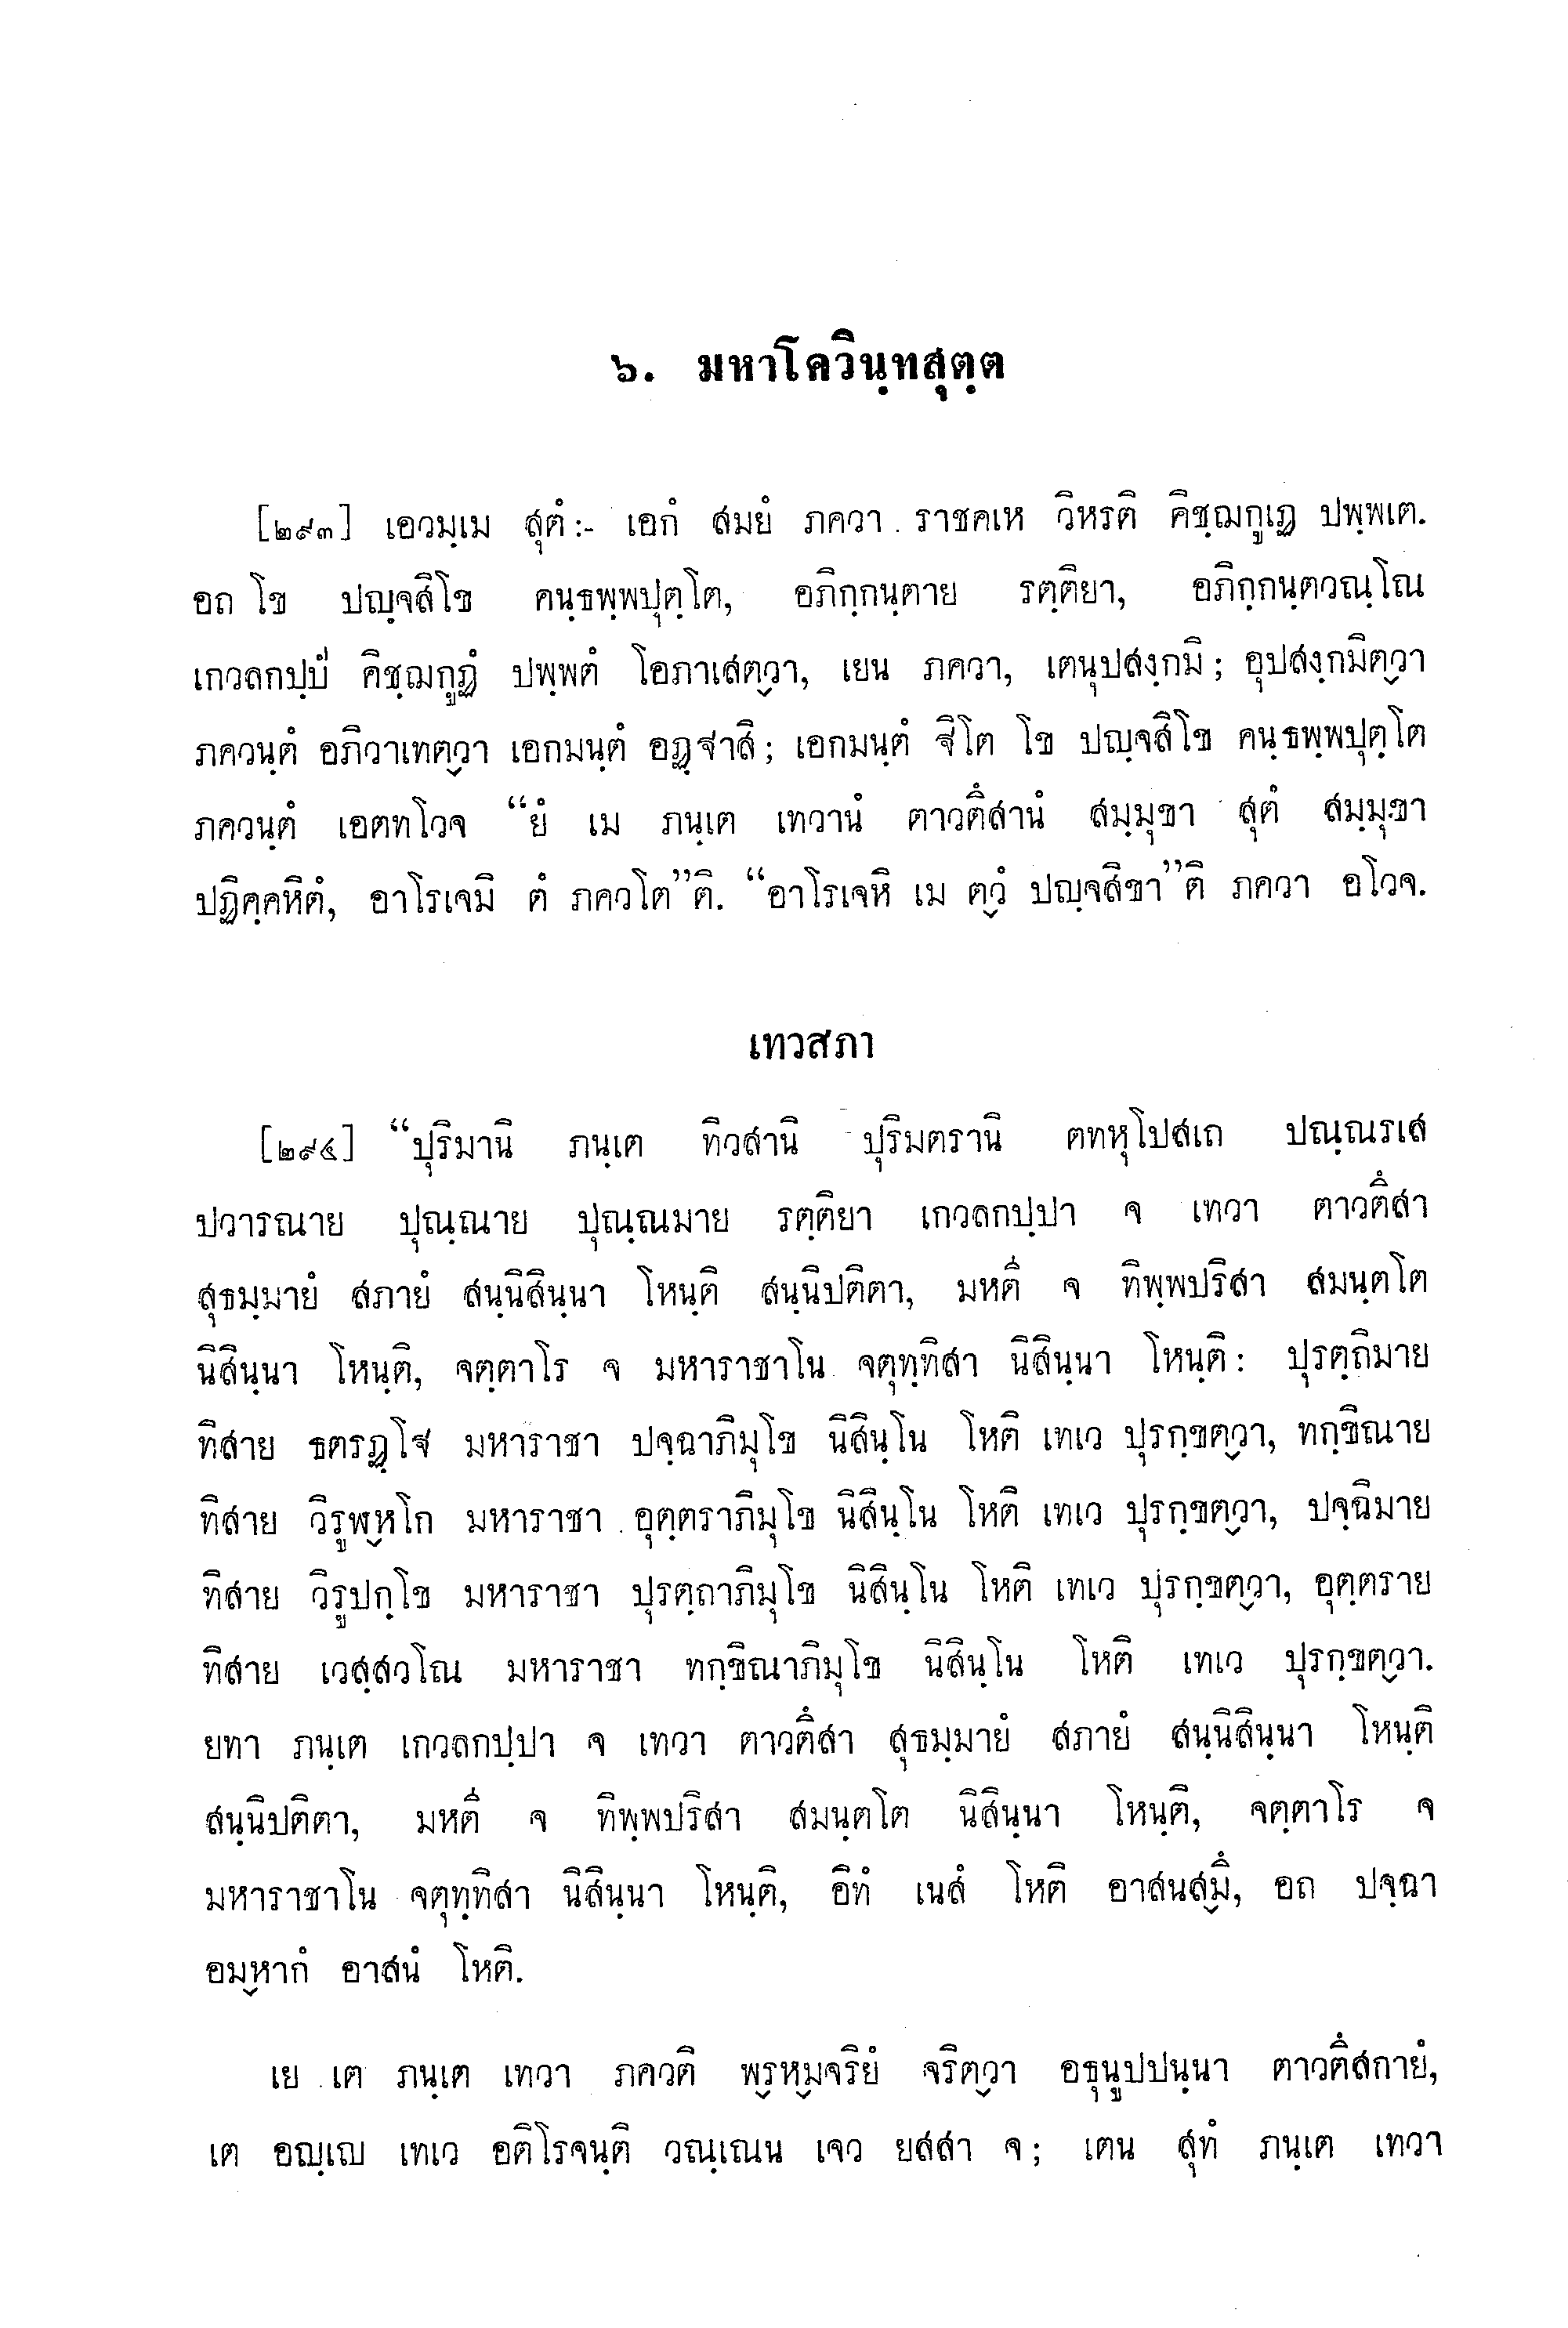 ๖. มหาโควินฺทสุตฺต
[๒๙๓] เอวมฺเม สุตํ:- เอกํ สมยํ ภควา ราชคเห วิหรติ คิชฺฌกูเฏ ปพฺพเต.
อถ โข ปญฺจสิโข คนฺธพฺพปุตฺโต, อภิกฺกนฺตาย รตฺติยา, อภิกฺกนฺตวณฺโณ
เกวลกปฺปํ คิชฺฌกูฏํ ปพฺพตํ โอภาเสตฺวา, เยน ภควา, เตนุปสงฺกมิ; อุปสงฺกมิตฺวา
ภควนฺตํ อภิวาเทตฺวา เอกมนฺตํ อฏฺฐาสิ; เอกมนฺตํ ฐิโต โข ปญฺจสิโข คนฺธพฺพปุตฺโต
ภควนฺตํ เอตทโวจ “ยํ เม ภนฺเต เทวานํ ตาวตึสานํ สมฺมุขา สุตํ สมฺมุขา
ปฏิคฺคหิตํ, อาโรเจมิ ตํ ภควโต”ติ. “อาโรเจหิ เม ตฺวํ ปญฺจสิขา”ติ ภควา อโวจ.
เทวสภา
[๒๙๔] “ปุริมานิ ภนฺเต ทิวสานิ ปุริมตรานิ ตทหุโปสเถ ปณฺณรเส
ปวารณาย ปุณฺณาย ปุณฺณมาย รตฺติยา เกวลกปฺปา จ เทวา ตาวตึสา
สุธมฺมายํ สภายํ สนฺนิสินฺนา โหนฺติ สนฺนิปติตา, มหตี จ ทิพฺพปริสา สมนฺตโต
นิสินฺนา โหนฺติ, จตฺตาโร จ มหาราชาโน จตุทฺทิสา นิสินฺนา โหนฺติ: ปุรตฺถิมาย
ทิสาย ธตรฏฺโฐ มหาราชา ปจฺฉาภิมุโข นิสินฺโน โหติ เทเว ปุรกฺขตฺวา, ทกฺขิณาย
ทิสาย วิรูฬฺหโก มหาราชา อุตฺตราภิมุโข นิสินฺโน โหติ เทเว ปุรกฺขตฺวา, ปจฺฉิมาย
ทิสาย วิรูปกฺโข มหาราชา ปุรตฺถาภิมุโข นิสินฺโน โหติ เทเว ปุรกฺขตฺวา, อุตฺตราย
ทิสาย เวสฺสวโณ มหาราชา ทกฺขิณาภิมุโข นิสินฺโน โหติ เทเว ปุรกฺขตฺวา.
ยทา ภนฺเต เกวลกปฺปา จ เทวา ตาวตึสา สุธมฺมายํ สภายํ สนฺนิสินฺนา โหนฺติ
สนฺนิปติตา, มหตี จ ทิพฺพปริสา สมนฺตโต นิสินฺนา โหนฺติ, จตฺตาโร จ
มหาราชาโน จตุทฺทิสา นิสินฺนา โหนฺติ, อิทํ เนสํ โหติ อาสนสฺมึ, อถ ปจฺฉา
อมฺหากํ อาสนํ โหติ.
เย เต ภนฺเต เทวา ภควติ พฺรหฺมจริยํ จริตฺวา อธุนูปปนฺนา ตาวตึสกายํ,
เต อญฺเญ เทเว อติโรจนฺติ วณฺเณน เจว ยสสา จ; เตน สุทํ ภนฺเต เทวา